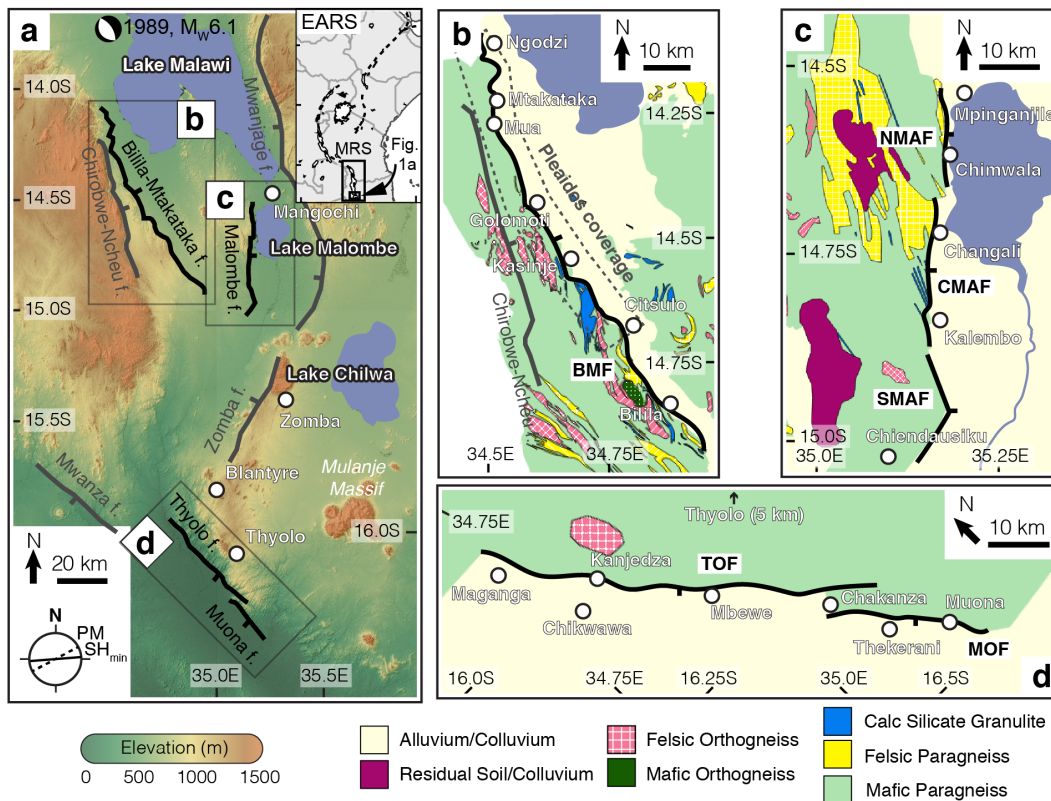 a
1989, MW6.1
Lake Malawi
14.0S
Mwanjage f.
b
Bilila-Mtakataka f.
Chirobwe-Ncheu f.
14.5S
c
Mangochi
Malombe f.
Lake Malombe
15.0S
Lake Chilwa
Zomba f.
Zomba
15.5S
Mwanza f.
Blantyre
Mulanje
Massif
Thyolo f.
16.0S
d
Thyolo
N
20 km
Muona f.
N
PM
SHmin
35.0E
35.5E
EARS
MRS
Fig.
1a
b
N
10 km
Ngodzi
Mtakataka
14.25S
Mua
Pleaides coverage
Golomoti
14.5S
Kasinje
Chirobwe-Ncheu
Citsulo
14.75S
BMF
Bilila
34.5E
34.75E
c
N
10 km
14.5S
Mpinganjila
NMAF
Chimwala
14.75S
Changali
CMAF
Kalembo
SMAF
15.0S
Chiendausiku
35.0E
35.25E
34.75E
Thyolo (5 km)
N
10 km
Kanjedza
TOF
Maganga
Mbewe
Chakanza
Muona
Chikwawa
Thekerani
MOF
16.0S
34.75E
16.25S
35.0E
16.5S
d
Elevation (m)
0
500
1000
1500
Alluvium/Colluvium
Residual Soil/Colluvium
Felsic Orthogneiss
Mafic Orthogneiss
Calc Silicate Granulite
Felsic Paragneiss
Mafic Paragneiss